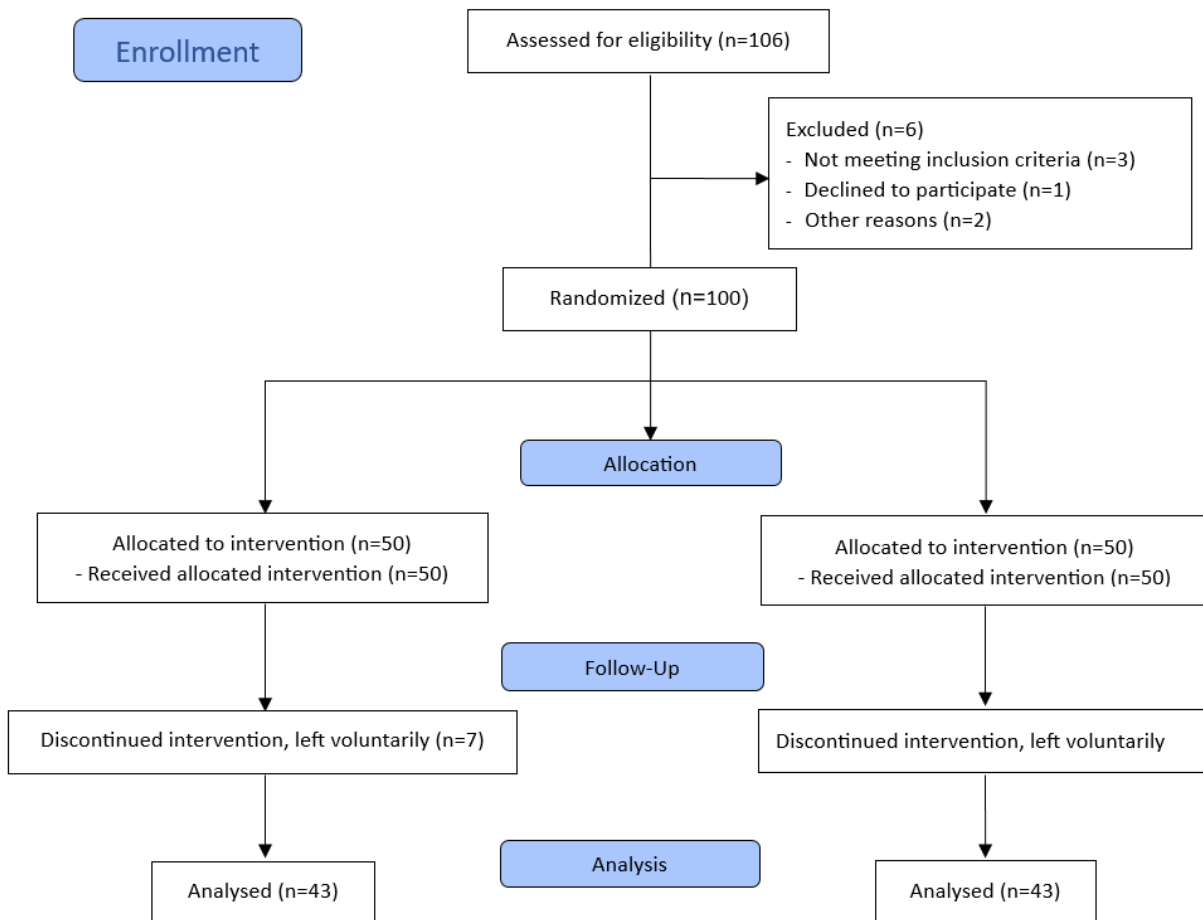 Enrollment
Assessed for eligibility (n=106)
Excluded (n=6)
- Not meeting inclusion criteria (n=3)
- Declined to participate (n=1)
- Other reasons (n=2)
Randomized (n=100)
Allocation
Allocated to intervention (n=50)
- Received allocated intervention (n=50)
Allocated to intervention (n=50)
- Received allocated intervention (n=50)
Follow-Up
Discontinued intervention, left voluntarily (n=7)
Discontinued intervention, left voluntarily
Analysis
Analysed (n=43)
Analysed (n=43)